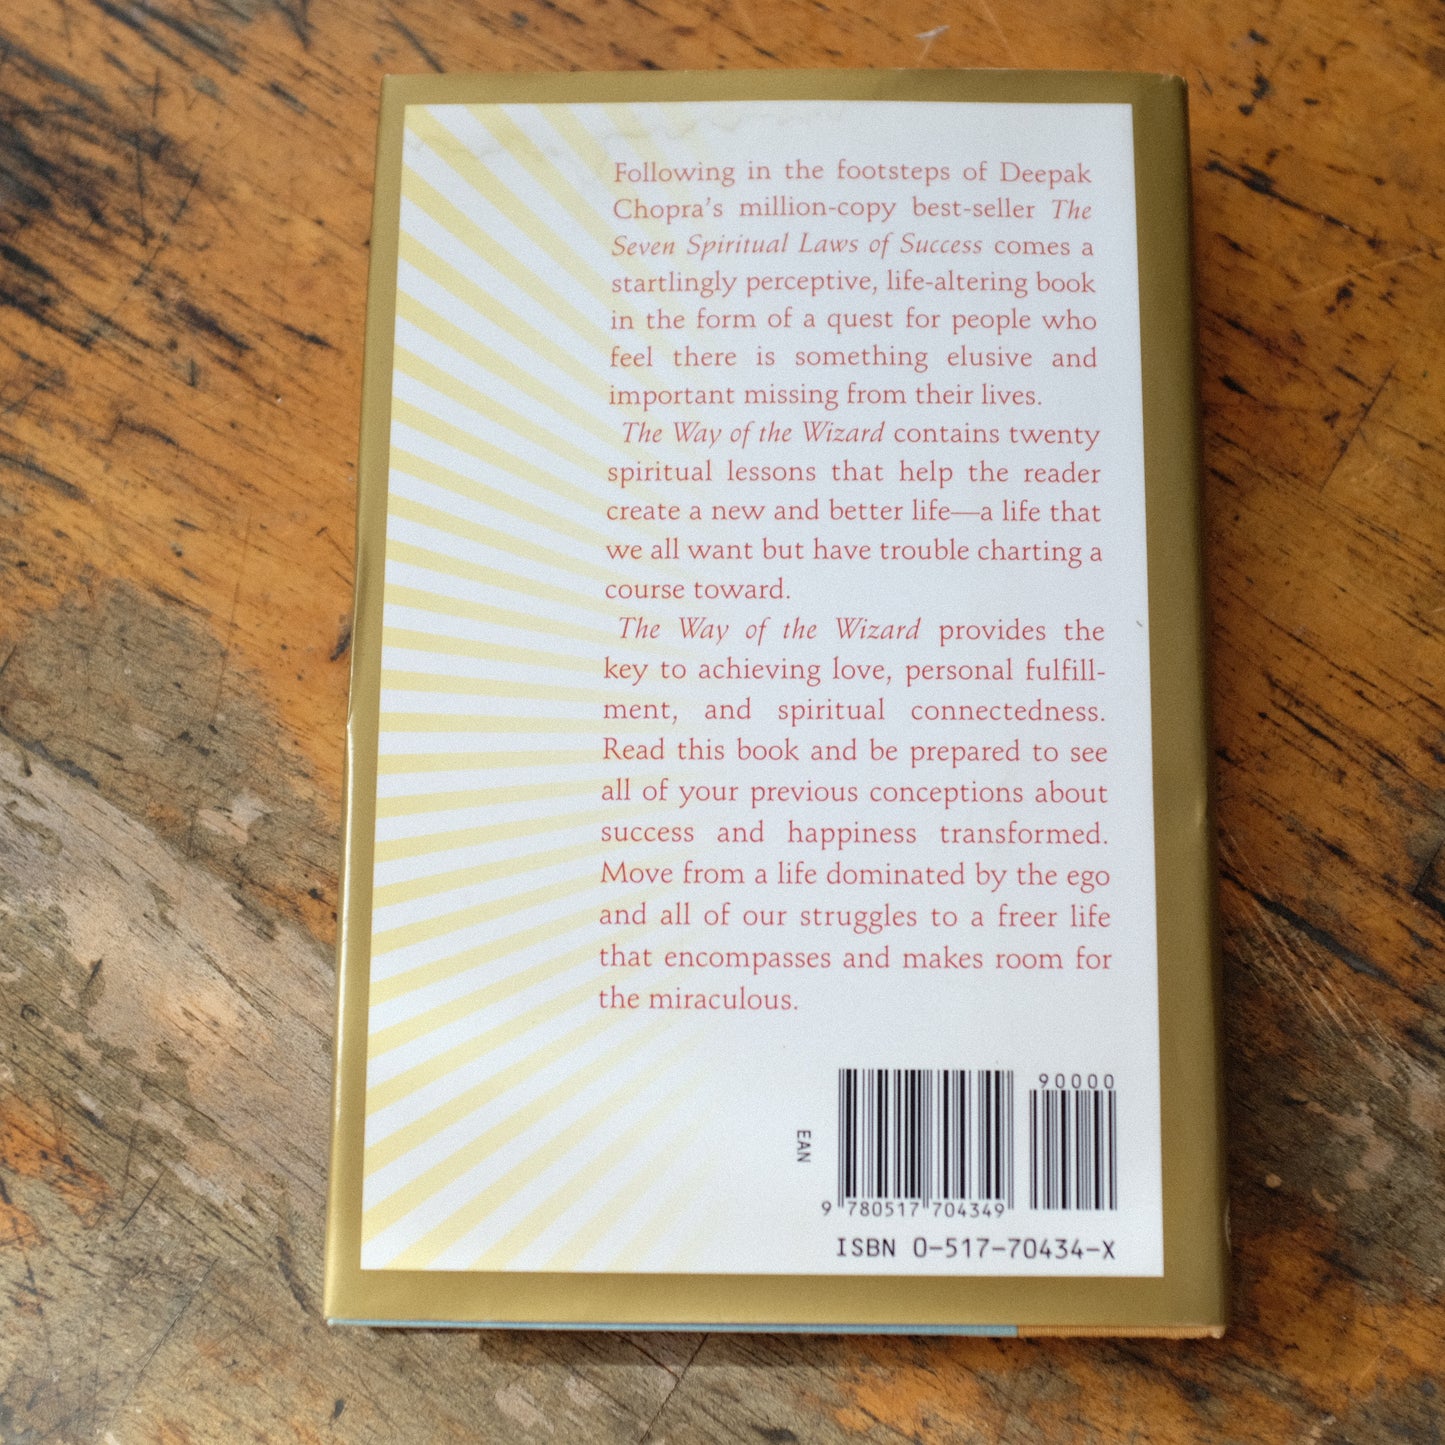 Following in the footsteps of Deepak
Chopra's million-copy best-seller The
Seven Spiritual Laws of Success comes a
startlingly perceptive, life-altering book
in the form of a quest for people who
feel there is something elusive and
important missing from their lives.
The Way of the Wizard contains twenty
spiritual lessons that help the reader
create a new and better life—a life that
we all want but have trouble charting a
course toward.
The Way of the Wizard provides the
key to achieving love, personal fulfill-
ment, and spiritual connectedness.
Read this book and be prepared to see
all of your previous conceptions about
success and happiness transformed.
Move from a life dominated by the ego
and all of our struggles to a freer life
that encompasses and makes room for
the miraculous.
90000
EAN
9 780517 704349
ISBN 0-517-70434-X